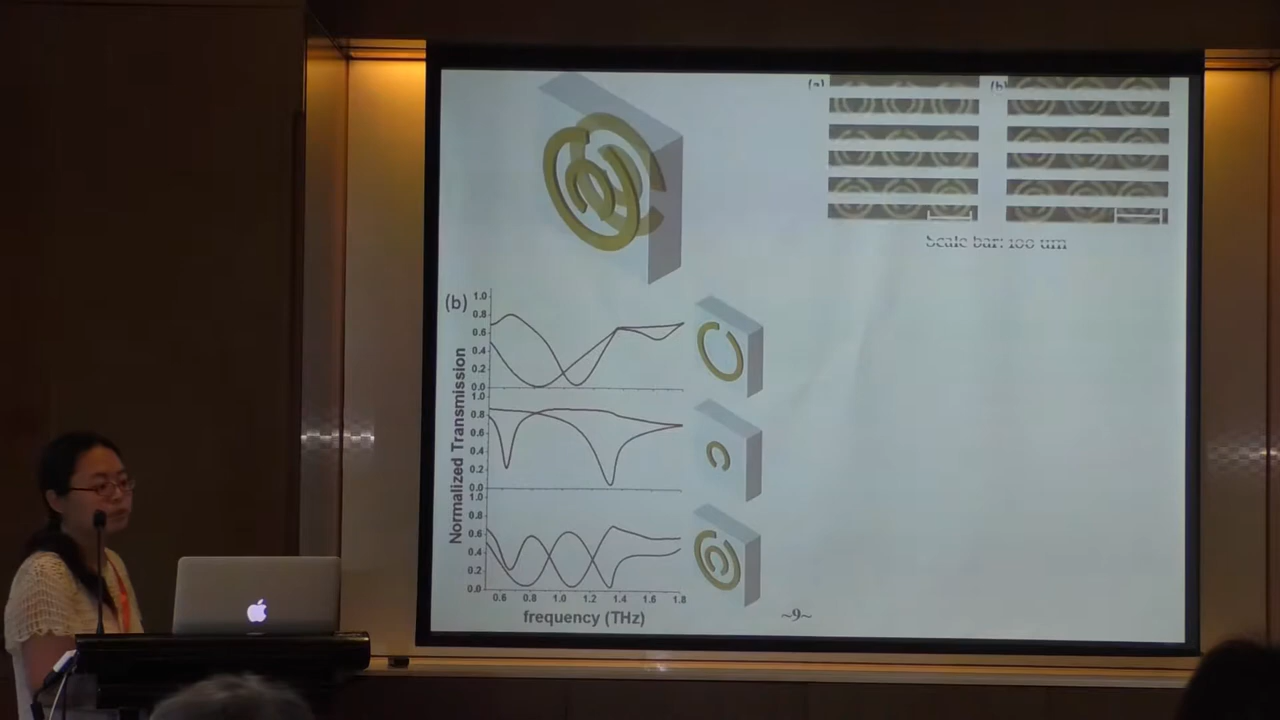 (a)
(b)
Scale bar: 100 um
(b)
Normalized Transmission
1.0
0.8
0.6
0.4
0.2
0.0
1.0
0.8
0.6
0.4
0.2
0.0
1.0
0.8
0.6
0.4
0.2
0.0
0.6 0.8 1.0 1.2 1.4 1.6 1.8
frequency (THz)
~9~